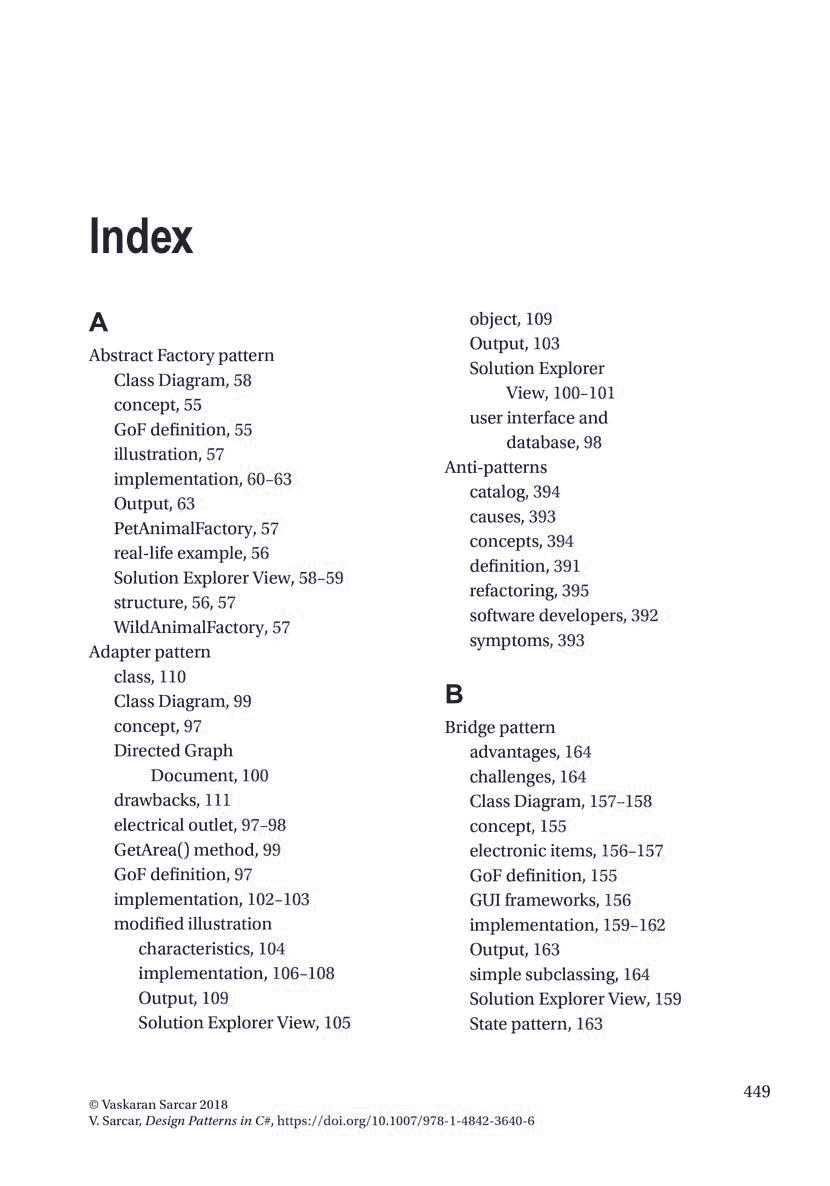 Index
A
Abstract Factory pattern
Class Diagram, 58
concept, 55
GoF definition, 55
illustration, 57
implementation, 60–63
Output, 63
PetAnimalFactory, 57
real-life example, 56
Solution Explorer View, 58–59
structure, 56, 57
WildAnimalFactory, 57
Adapter pattern
class, 110
Class Diagram, 99
concept, 97
Directed Graph
Document, 100
drawbacks, 111
electrical outlet, 97–98
GetArea() method, 99
GoF definition, 97
implementation, 102–103
modified illustration
characteristics, 104
implementation, 106–108
Output, 109
Solution Explorer View, 105
object, 109
Output, 103
Solution Explorer
View, 100–101
user interface and
database, 98
Anti-patterns
catalog, 394
causes, 393
concepts, 394
definition, 391
refactoring, 395
software developers, 392
symptoms, 393
B
Bridge pattern
advantages, 164
challenges, 164
Class Diagram, 157–158
concept, 155
electronic items, 156–157
GoF definition, 155
GUI frameworks, 156
implementation, 159–162
Output, 163
simple subclassing, 164
Solution Explorer View, 159
State pattern, 163
449
© Vaskaran Sarcar 2018
V. Sarcar, Design Patterns in C#, https://doi.org/10.1007/978-1-4842-3640-6